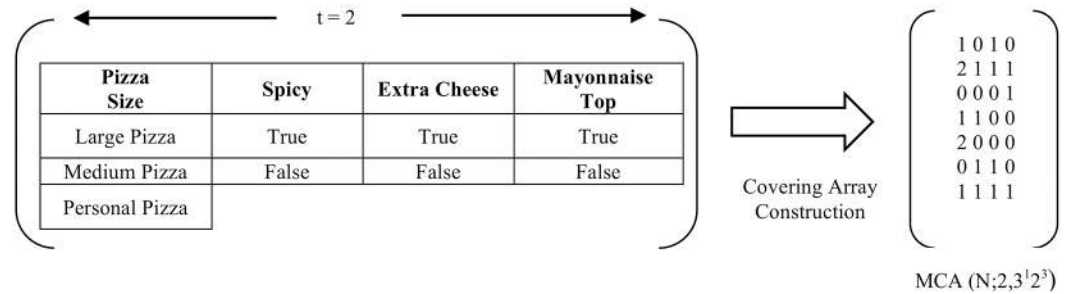 t = 2
Pizza Size Spicy Extra Cheese Mayonnaise Top
Large Pizza True True True
Medium Pizza False False False
Personal Pizza
Covering Array
Construction
1 0 1 0
2 1 1 1
0 0 0 1
1 1 0 0
2 0 0 0
0 1 1 0
1 1 1 1
MCA (N;2,3¹2³)